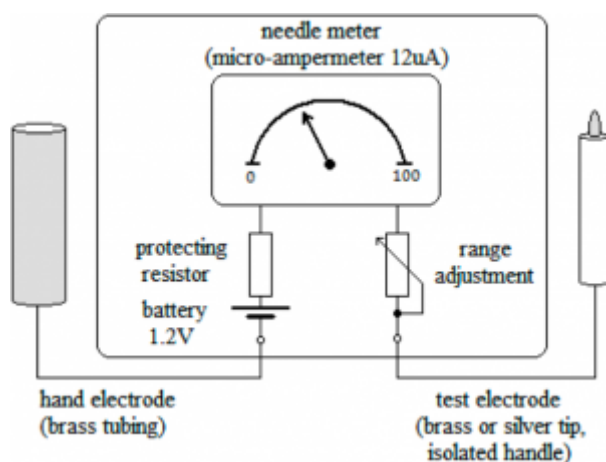 needle meter
(micro-ampermeter 12uA)
0
100
protecting
resistor
range
adjustment
battery
1.2V
hand electrode
(brass tubing)
test electrode
(brass or silver tip,
isolated handle)